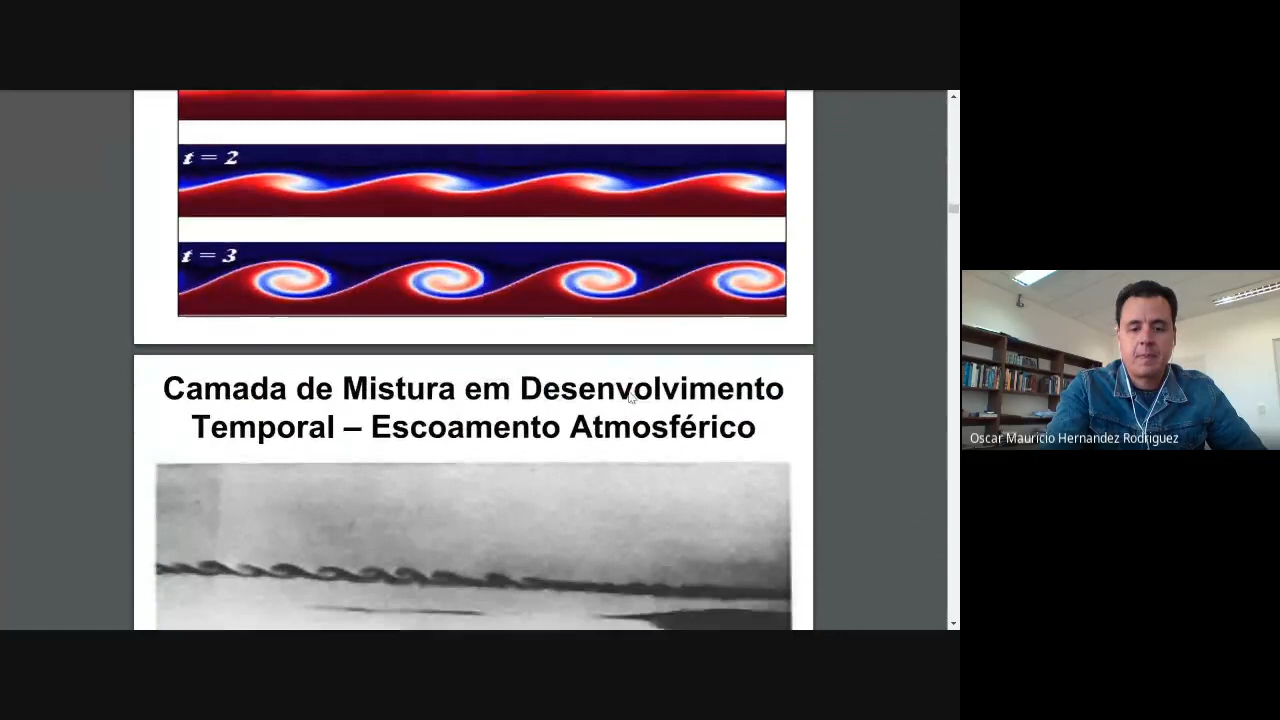 t = 2
t = 3
Camada de Mistura em Desenvolvimento
Temporal – Escoamento Atmosférico
Oscar Mauricio Hernandez Rodriguez